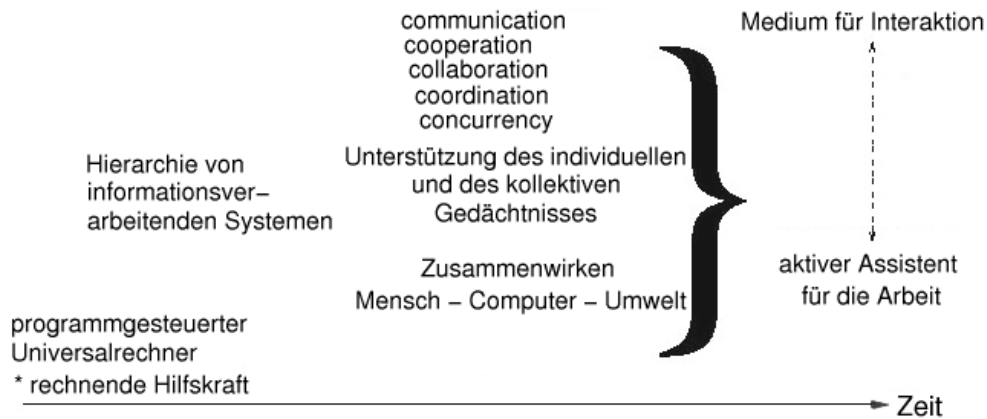 communication
cooperation
collaboration
coordination
concurrency
Medium für Interaktion
Hierarchie von
informationsver–
arbeitenden Systemen
Unterstützung des individuellen
und des kollektiven
Gedächtnisses
Zusammenwirken
Mensch – Computer – Umwelt
aktiver Assistent
für die Arbeit
programmgesteuerter
Universalrechner
* rechnende Hilfskraft
Zeit